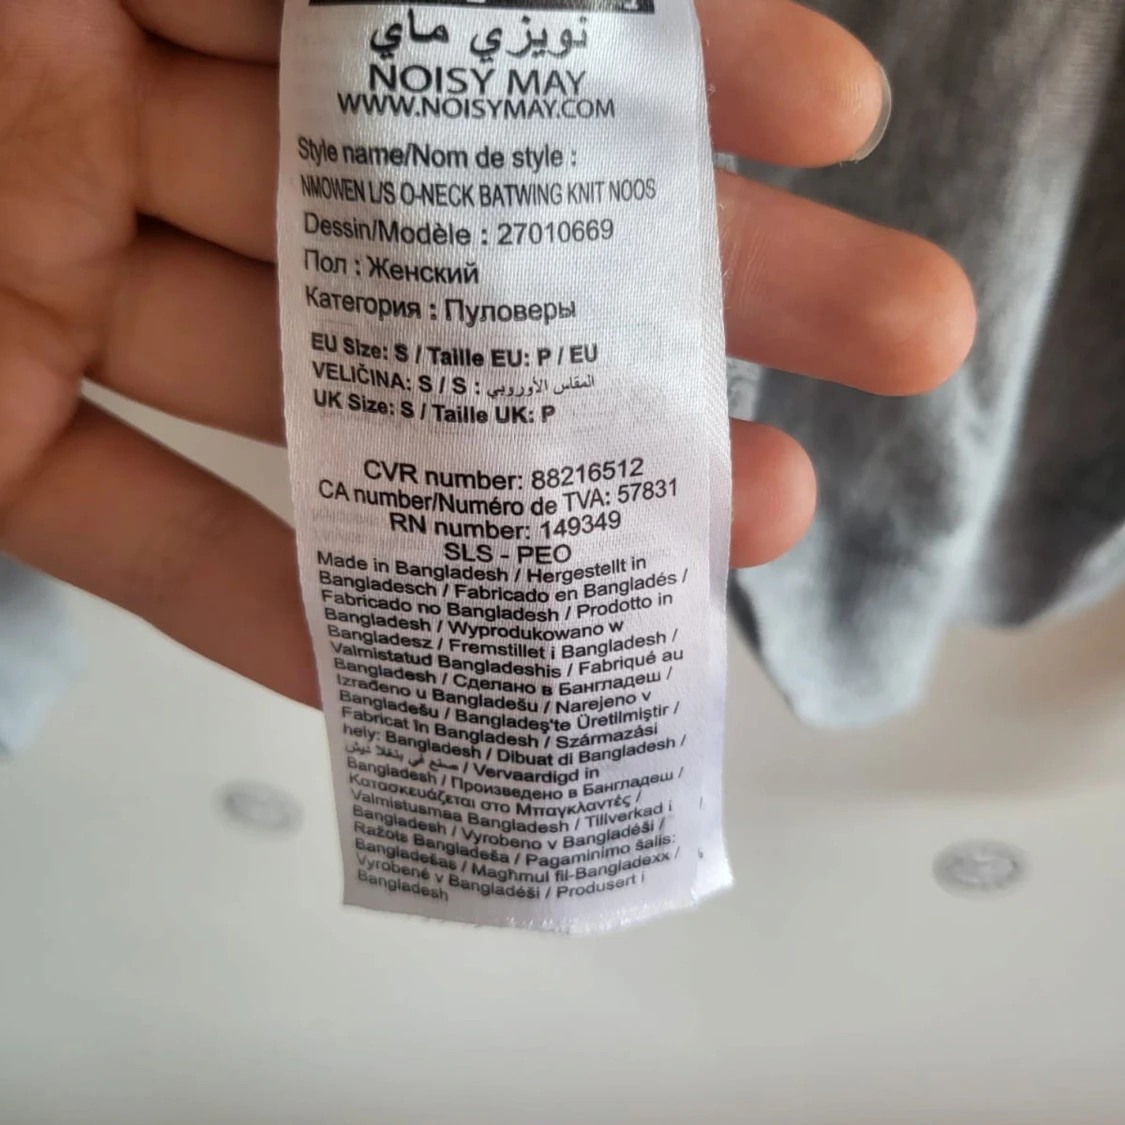 نويزي ماي
NOISY MAY
WWW.NOISYMAY.COM
Style name/Nom de style :
NMOWEN L/S O-NECK BATWING KNIT NOOS
Dessin/Modèle : 27010669
Пол : Женский
Категория : Пуловеры
EU Size: S / Taille EU: P / EU
VELIČINA: S / S : المقاس الأوروبي
UK Size: S / Taille UK: P
CVR number: 88216512
CA number/Numéro de TVA: 57831
RN number: 149349
SLS - PEO
Made in Bangladesh / Hergestellt in
Bangladesch / Fabricado en Bangladés /
Fabricado no Bangladesh / Prodotto in
Bangladesh / Wyprodukowano w
Bangladesz / Fremstillet i Bangladesh /
Valmistatud Bangladeshis / Fabriqué au
Bangladesh / Сделано в Бангладеш /
Izrađeno u Bangladešu / Narejeno v
Bangladešu / Bangladeş'te Üretilmiştir /
Fabricat în Bangladesh / Származási
hely: Bangladesh / Dibuat di Bangladesh /
صنع في بنغلاديش / Vervaardigd in
Bangladesh / Произведено в Бангладеш /
Κατασκευάζεται στο Μπαγκλαντές /
Valmistusmaa Bangladesh / Tillverkad i
Bangladesh / Vyrobeno v Bangladéši /
Ražots Bangladeša / Pagaminimo šalis:
Bangladešas / Magħmul fil-Bangladexx /
Vyrobené v Bangladéši / Produsert i
Bangladesh